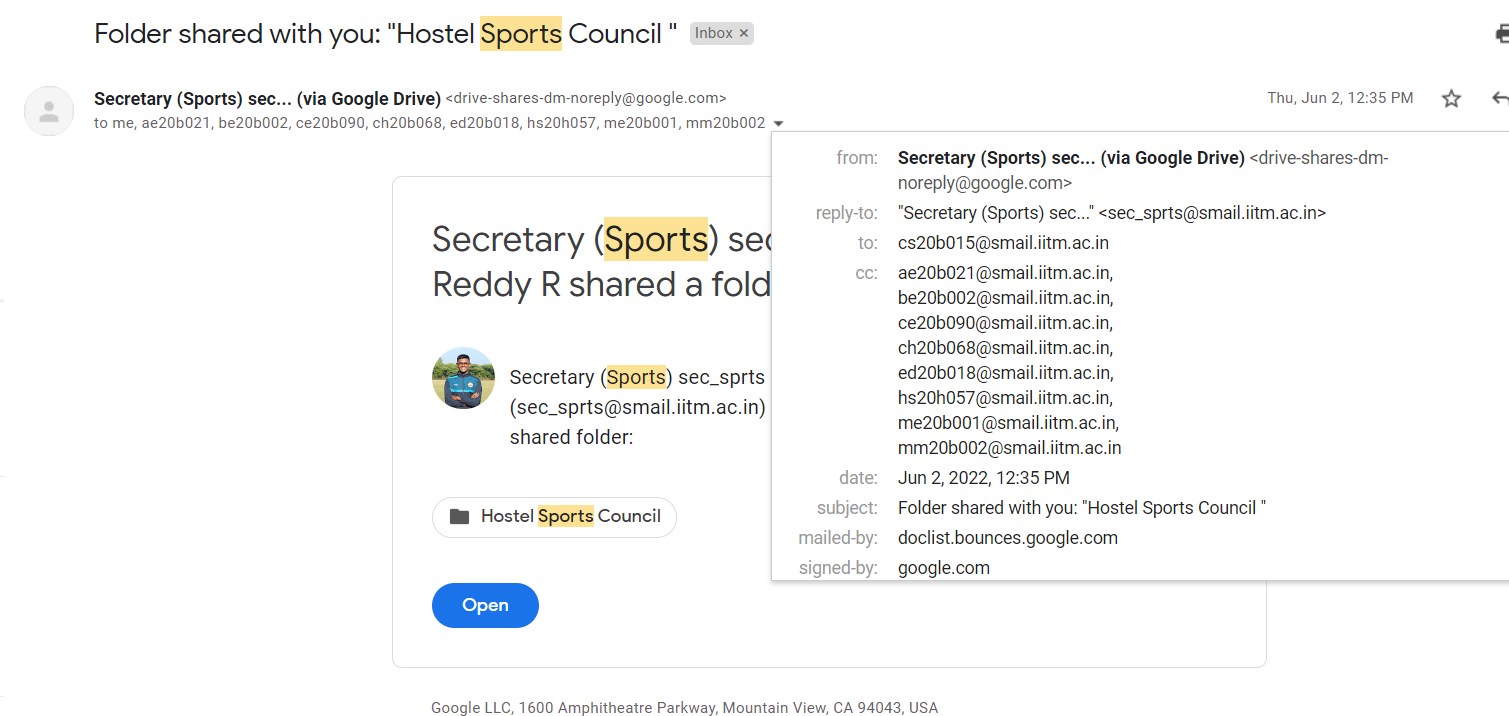 Folder shared with you: "Hostel Sports Council " Inbox ×
Secretary (Sports) sec... (via Google Drive) <drive-shares-dm-noreply@google.com>
Thu, Jun 2, 12:35 PM
to me, ae20b021, be20b002, ce20b090, ch20b068, ed20b018, hs20h057, me20b001, mm20b002
from: Secretary (Sports) sec... (via Google Drive) <drive-shares-dm-
noreply@google.com>
reply-to: "Secretary (Sports) sec..." <sec_sprts@smail.iitm.ac.in>
to: cs20b015@smail.iitm.ac.in
cc: ae20b021@smail.iitm.ac.in,
be20b002@smail.iitm.ac.in,
ce20b090@smail.iitm.ac.in,
ch20b068@smail.iitm.ac.in,
ed20b018@smail.iitm.ac.in,
hs20h057@smail.iitm.ac.in,
me20b001@smail.iitm.ac.in,
mm20b002@smail.iitm.ac.in
date: Jun 2, 2022, 12:35 PM
subject: Folder shared with you: "Hostel Sports Council "
mailed-by: doclist.bounces.google.com
signed-by: google.com
Secretary (Sports) sec
Reddy R shared a fold
Secretary (Sports) sec_sprts
(sec_sprts@smail.iitm.ac.in)
shared folder:
Hostel Sports Council
Open
Google LLC, 1600 Amphitheatre Parkway, Mountain View, CA 94043, USA